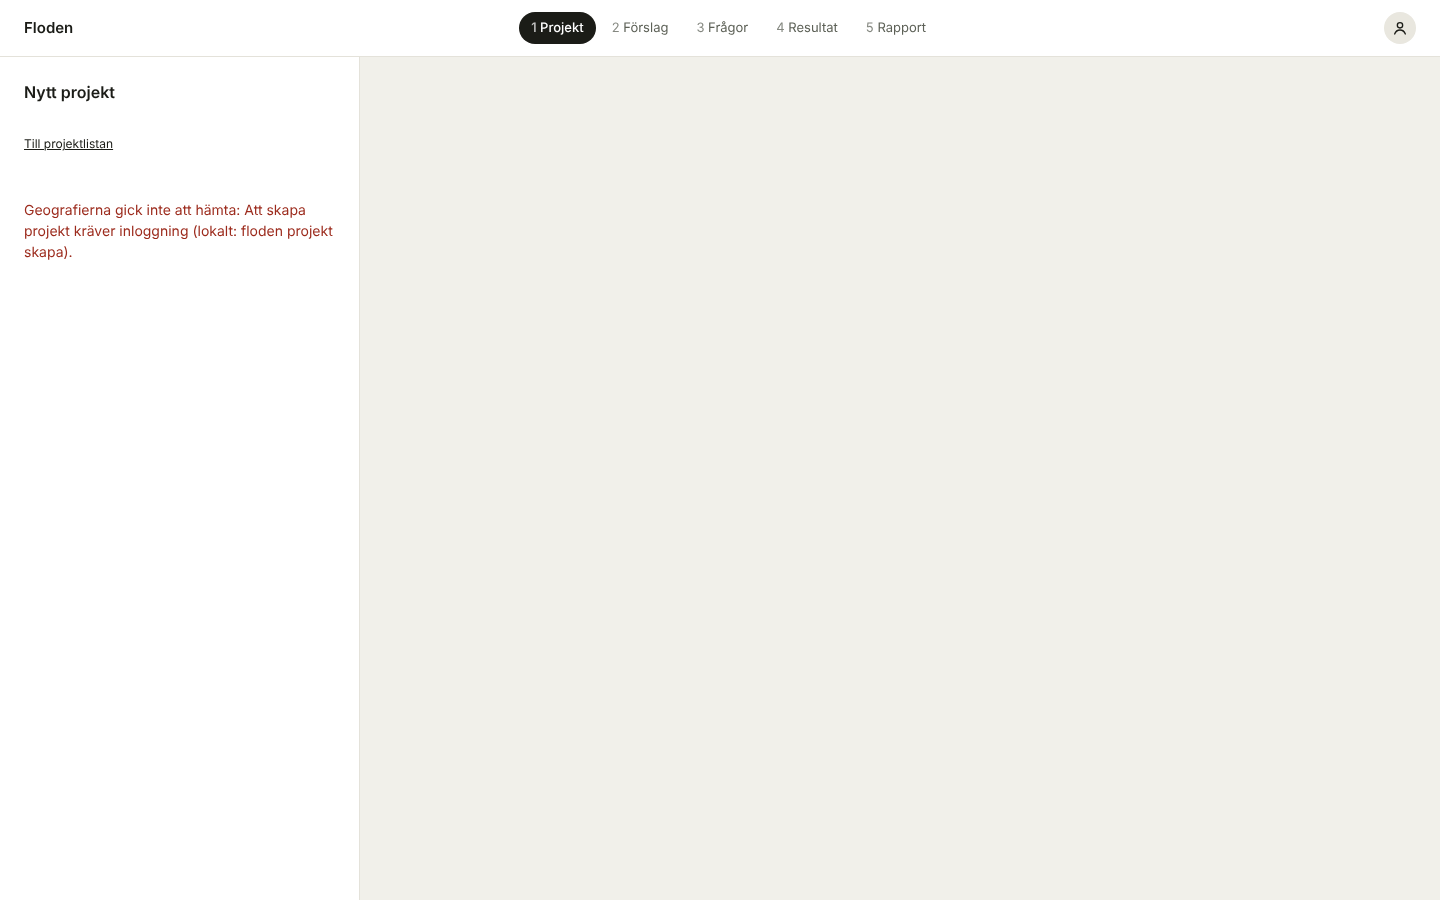 Floden
1 Projekt
2 Förslag
3 Frågor
4 Resultat
5 Rapport
Nytt projekt
Till projektlistan
Geografierna gick inte att hämta: Att skapa
projekt kräver inloggning (lokalt: floden projekt
skapa).